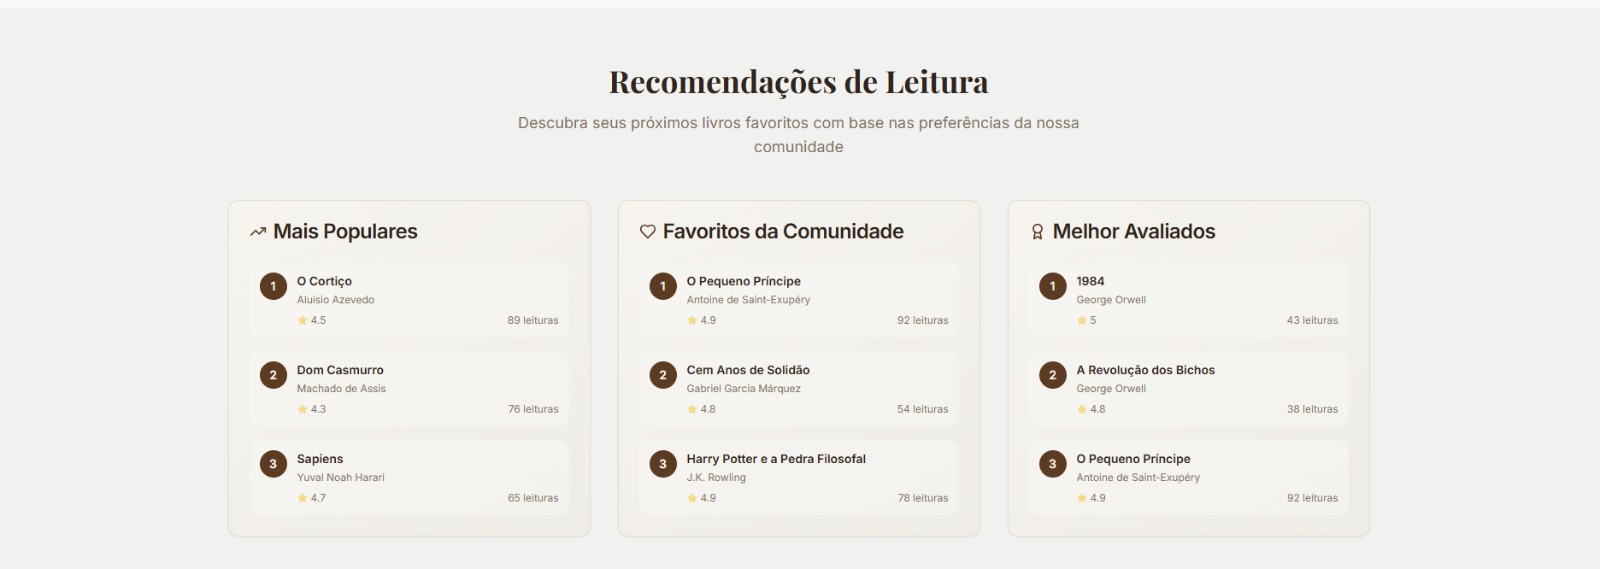 Recomendações de Leitura
Descubra seus próximos livros favoritos com base nas preferências da nossa
comunidade
Mais Populares
1
O Cortiço
Aluísio Azevedo
4.5
89 leituras
2
Dom Casmurro
Machado de Assis
4.3
76 leituras
3
Sapiens
Yuval Noah Harari
4.7
65 leituras
Favoritos da Comunidade
1
O Pequeno Príncipe
Antoine de Saint-Exupéry
4.9
92 leituras
2
Cem Anos de Solidão
Gabriel García Márquez
4.8
54 leituras
3
Harry Potter e a Pedra Filosofal
J.K. Rowling
4.9
78 leituras
Melhor Avaliados
1
1984
George Orwell
5
43 leituras
2
A Revolução dos Bichos
George Orwell
4.8
38 leituras
3
O Pequeno Príncipe
Antoine de Saint-Exupéry
4.9
92 leituras